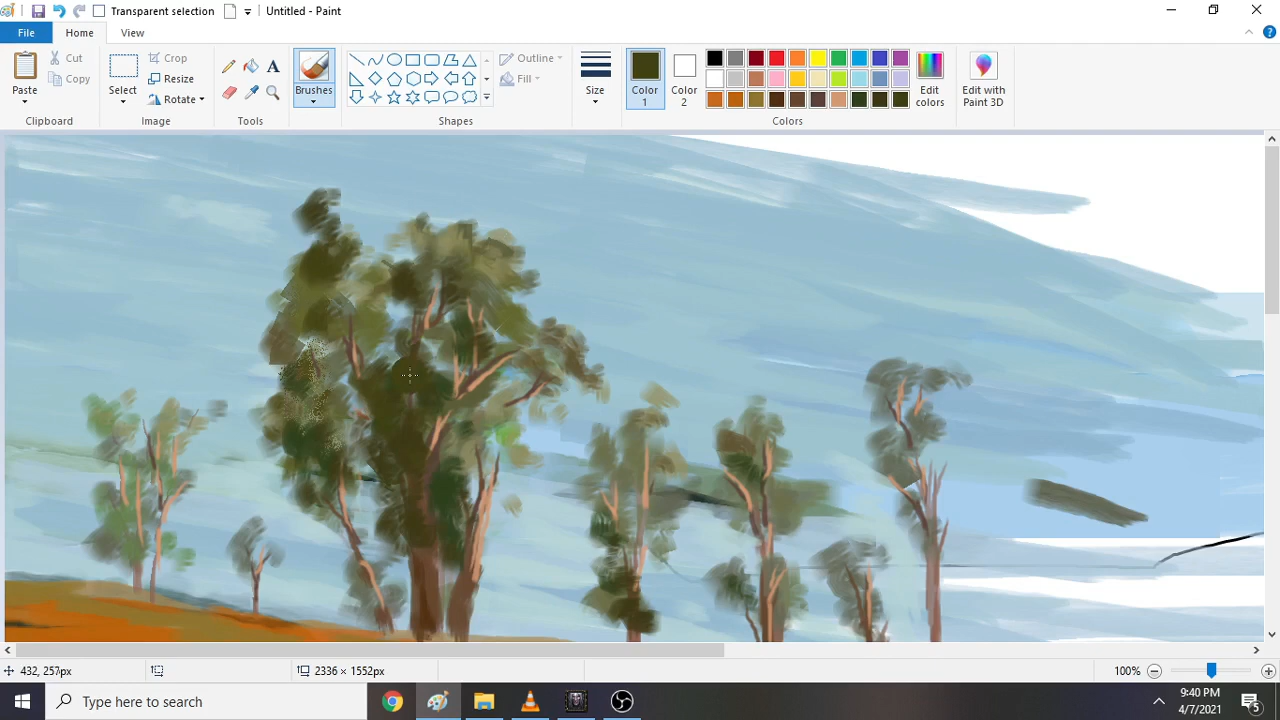 Transparent selection
Untitled - Paint
File
Home
View
Paste
Cut
Copy
Clipboard
Select
Crop
Resize
Rotate
Image
A
Tools
Brushes
Outline
Fill
Shapes
Size
Color 1
Color 2
Edit colors
Edit with Paint 3D
Colors
432, 257px
2336 × 1552px
100%
Type here to search
9:40 PM
4/7/2021
5